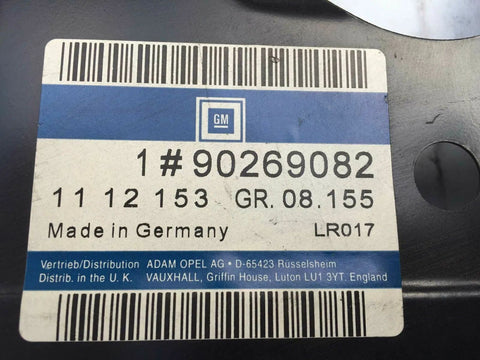 GM
1#90269082
11 12 153 GR. 08.155
Made in Germany LR017
Vertrieb/Distribution ADAM OPEL AG • D-65423 Rüsselsheim
Distrib. in the U. K. VAUXHALL, Griffin House, Luton LU1 3YT. England